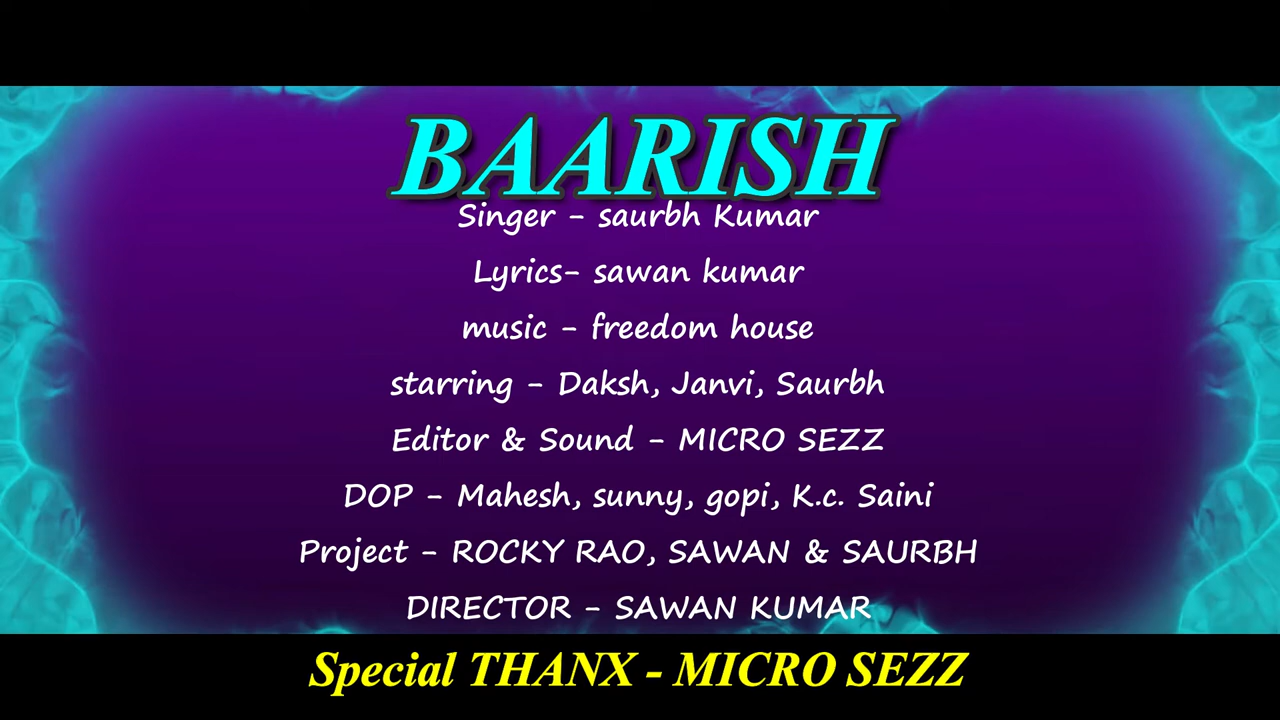 BAARISH
Singer - saurbh Kumar
Lyrics- sawan kumar
music - freedom house
starring - Daksh, Janvi, Saurbh
Editor & Sound - MICRO SEZZ
DOP - Mahesh, sunny, gopi, K.c. Saini
Project - ROCKY RAO, SAWAN & SAURBH
DIRECTOR - SAWAN KUMAR
Special THANX - MICRO SEZZ